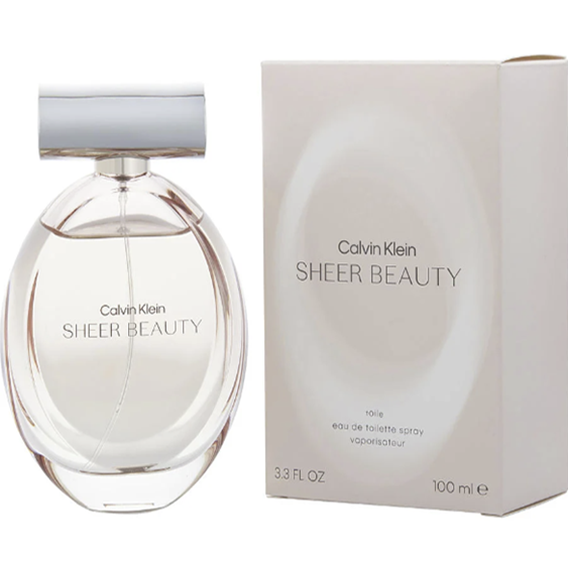 Calvin Klein
SHEER BEAUTY
Calvin Klein
SHEER BEAUTY
toile
eau de toilette spray
vaporisateur
3.3 FL OZ
100 ml ℮